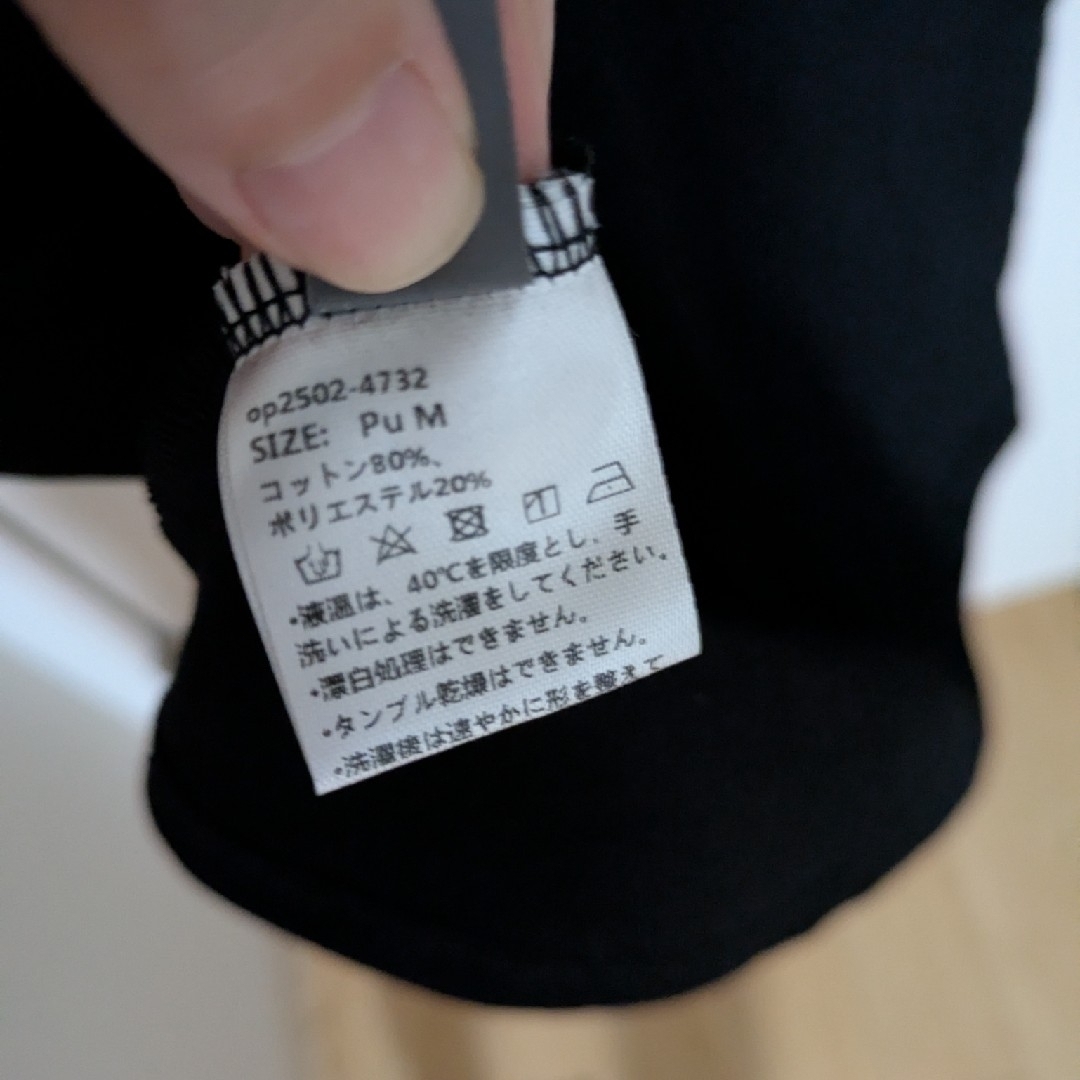 op2502-4732
SIZE: Pu M
コットン80%、
ポリエステル20%
•液温は、40℃を限度とし、手
洗いによる洗濯をしてください。
•漂白処理はできません。
•タンブル乾燥はできません。
•洗濯後は速やかに形を整えて